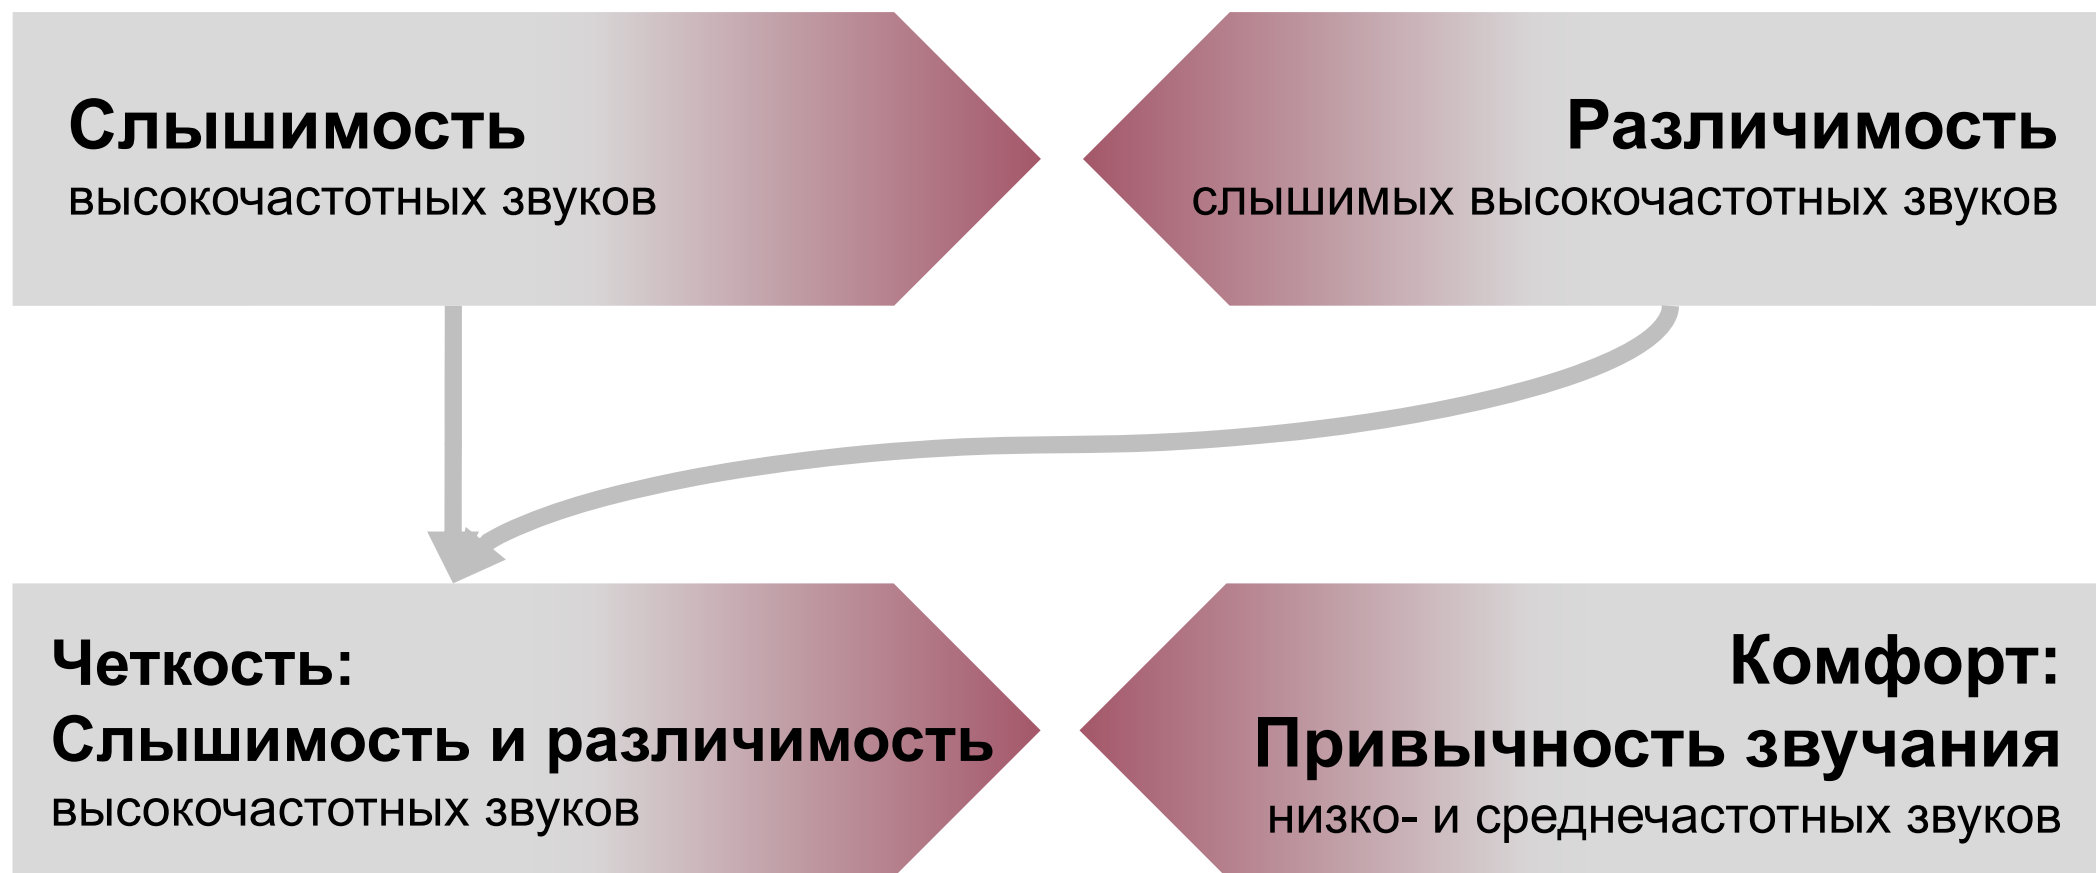 Слышимость
высокочастотных звуков
Различимость
слышимых высокочастотных звуков
Четкость:
Слышимость и различимость
высокочастотных звуков
Комфорт:
Привычность звучания
низко- и среднечастотных звуков